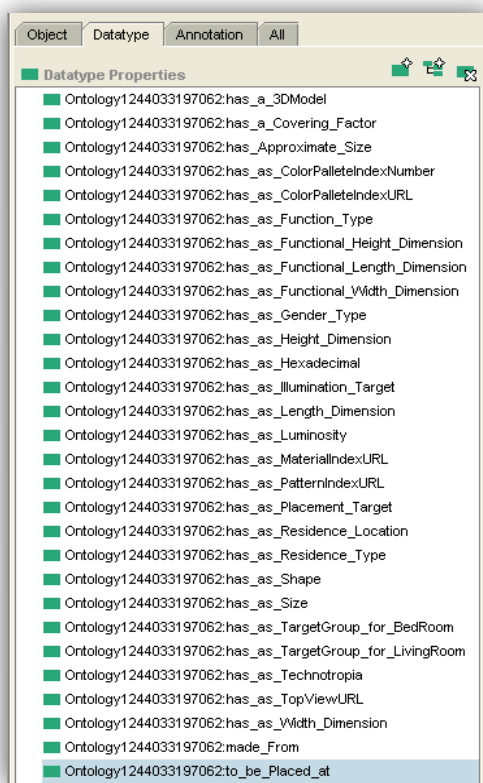 Object Datatype Annotation All
Datatype Properties
Ontology1244033197062:has_a_3DModel
Ontology1244033197062:has_a_Covering_Factor
Ontology1244033197062:has_Approximate_Size
Ontology1244033197062:has_as_ColorPalleteIndexNumber
Ontology1244033197062:has_as_ColorPalleteIndexURL
Ontology1244033197062:has_as_Function_Type
Ontology1244033197062:has_as_Functional_Height_Dimension
Ontology1244033197062:has_as_Functional_Length_Dimension
Ontology1244033197062:has_as_Functional_Width_Dimension
Ontology1244033197062:has_as_Gender_Type
Ontology1244033197062:has_as_Height_Dimension
Ontology1244033197062:has_as_Hexadecimal
Ontology1244033197062:has_as_Illumination_Target
Ontology1244033197062:has_as_Length_Dimension
Ontology1244033197062:has_as_Luminosity
Ontology1244033197062:has_as_MaterialIndexURL
Ontology1244033197062:has_as_PatternIndexURL
Ontology1244033197062:has_as_Placement_Target
Ontology1244033197062:has_as_Residence_Location
Ontology1244033197062:has_as_Residence_Type
Ontology1244033197062:has_as_Shape
Ontology1244033197062:has_as_Size
Ontology1244033197062:has_as_TargetGroup_for_BedRoom
Ontology1244033197062:has_as_TargetGroup_for_LivingRoom
Ontology1244033197062:has_as_Technotropia
Ontology1244033197062:has_as_TopViewURL
Ontology1244033197062:has_as_Width_Dimension
Ontology1244033197062:made_From
Ontology1244033197062:to_be_Placed_at